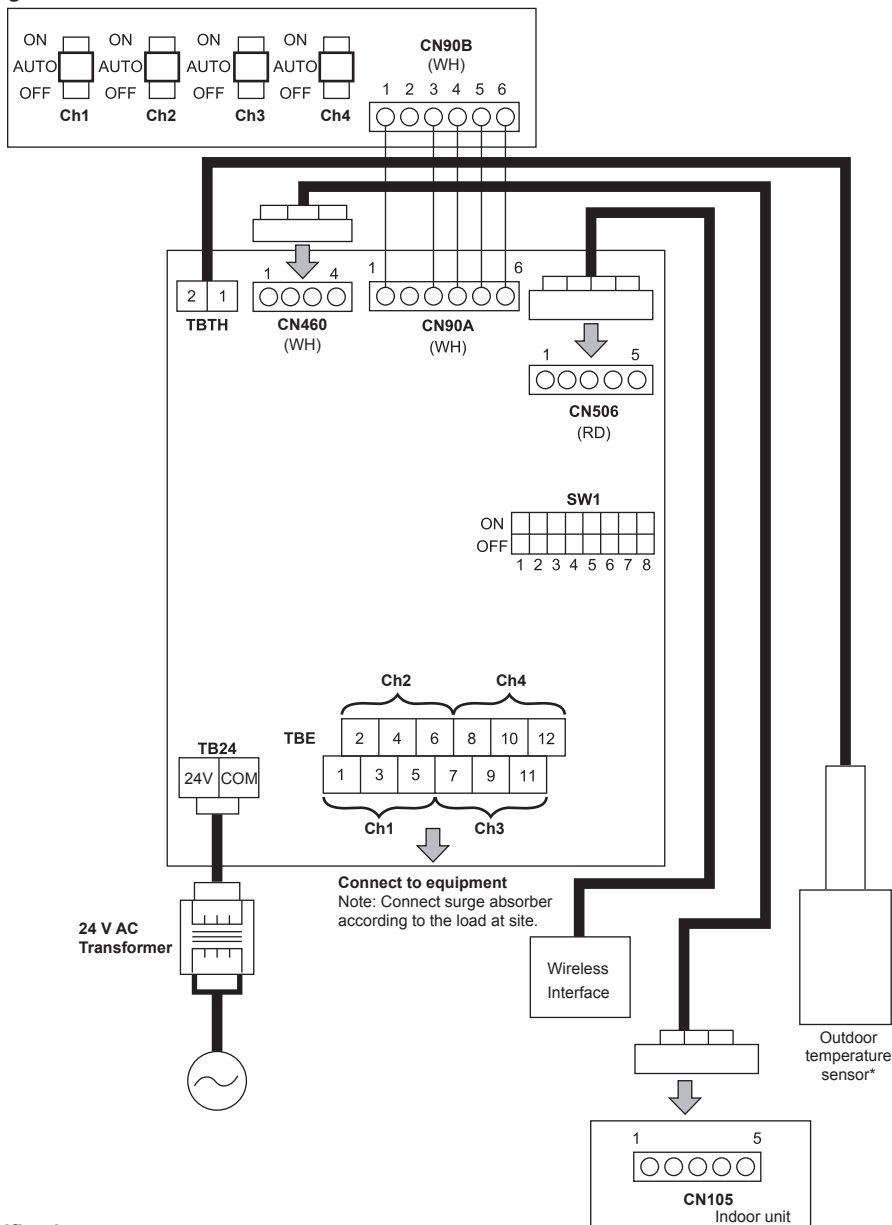 ON ON ON ON
AUTO AUTO AUTO AUTO
OFF OFF OFF OFF
Ch1 Ch2 Ch3 Ch4
CN90B
(WH)
1 2 3 4 5 6
2 1
TBTH
1 4
CN460
(WH)
1 6
CN90A
(WH)
1 5
CN506
(RD)
SW1
ON
OFF
1 2 3 4 5 6 7 8
Ch2 Ch4
TBE
2 4 6 8 10 12
1 3 5 7 9 11
Ch1 Ch3
TB24
24V COM
Connect to equipment
Note: Connect surge absorber
according to the load at site.
24 V AC
Transformer
Wireless
Interface
Outdoor
temperature
sensor*
1 5
CN105
Indoor unit